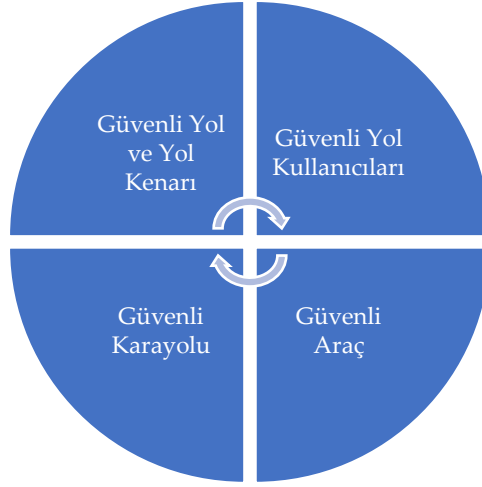 Güvenli Yol
ve Yol
Kenarı
Güvenli Yol
Kullanıcıları
Güvenli
Karayolu
Güvenli
Araç